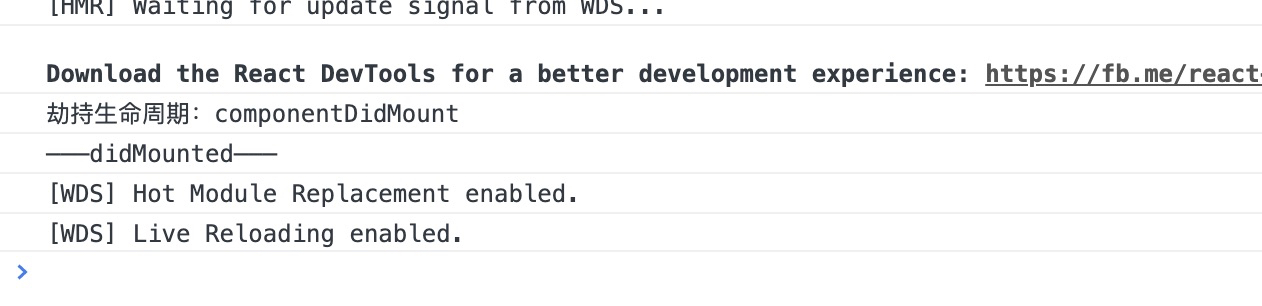 [HMR] Waiting for update signal from WDS...
Download the React DevTools for a better development experience: https://fb.me/react-
劫持生命周期：componentDidMount
———didMounted———
[WDS] Hot Module Replacement enabled.
[WDS] Live Reloading enabled.